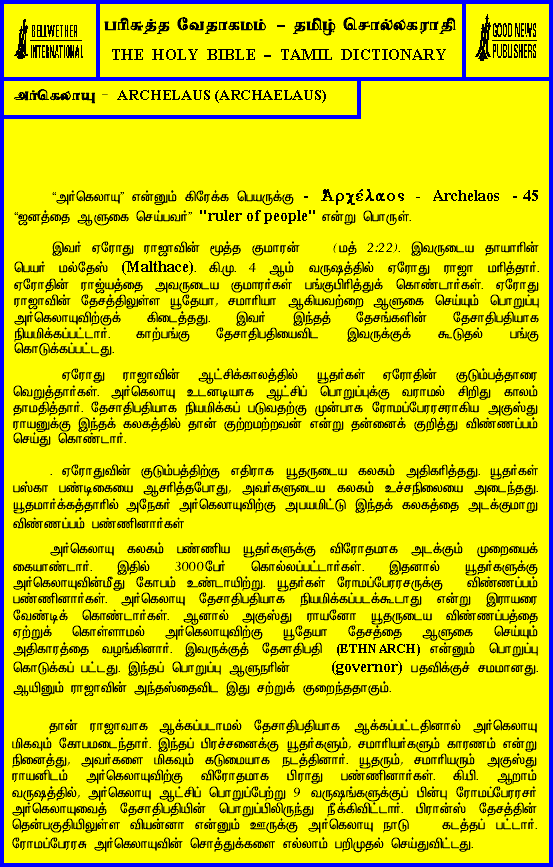 BELLWETHER
INTERNATIONAL
பரிசுத்த வேதாகமம் – தமிழ் சொல்லகராதி
THE HOLY BIBLE – TAMIL DICTIONARY
GOOD NEWS
PUBLISHERS
அர்கெலாயு – ARCHELAUS (ARCHAELAUS)
“அர்கெலாயு” என்னும் கிரேக்க பெயருக்கு - Ἀρχέλαος - Archelaos - 45
“ஜனத்தை ஆளுகை செய்பவர்” "ruler of people" என்று பொருள்.
இவர் ஏரோது ராஜாவின் மூத்த குமாரன் (மத் 2:22). இவருடைய தாயாரின்
பெயர் மல்தேஸ் (Malthace). கி.மு. 4 ஆம் வருஷத்தில் ஏரோது ராஜா மரித்தார்.
ஏரோதின் ராஜ்யத்தை அவருடைய குமாரர்கள் பங்குபிரித்துக் கொண்டார்கள். ஏரோது
ராஜாவின் தேசத்திலுள்ள யூதேயா, சமாரியா ஆகியவற்றை ஆளுகை செய்யும் பொறுப்பு
அர்கெலாயுவிற்குக் கிடைத்தது. இவர் இந்தத் தேசங்களின் தேசாதிபதியாக
நியமிக்கப்பட்டார். காற்பங்கு தேசாதிபதியைவிட இவருக்குக் கூடுதல் பங்கு
கொடுக்கப்பட்டது.
ஏரோது ராஜாவின் ஆட்சிக்காலத்தில் யூதர்கள் ஏரோதின் குடும்பத்தாரை
வெறுத்தார்கள். அர்கெலாயு உடனடியாக ஆட்சிப் பொறுப்புக்கு வராமல் சிறிது காலம்
தாமதித்தார். தேசாதிபதியாக நியமிக்கப் படுவதற்கு முன்பாக ரோமப்பேரரசராகிய அகுஸ்து
ராயனுக்கு இந்தக் கலகத்தில் தான் குற்றமற்றவன் என்று தன்னைக் குறித்து விண்ணப்பம்
செய்து கொண்டார்.
. ஏரோதுவின் குடும்பத்திற்கு எதிராக யூதருடைய கலகம் அதிகரித்தது. யூதர்கள்
பஸ்கா பண்டிகையை ஆசரித்தபோது, அவர்களுடைய கலகம் உச்சநிலையை அடைந்தது.
யூதமார்க்கத்தாரில் அநேகர் அர்கெலாயுவிற்கு அபயமிட்டு இந்தக் கலகத்தை அடக்குமாறு
விண்ணப்பம் பண்ணினார்கள்
அர்கெலாயு கலகம் பண்ணிய யூதர்களுக்கு விரோதமாக அடக்கும் முறையைக்
கையாண்டார். இதில் 3000பேர் கொல்லப்பட்டார்கள். இதனால் யூதர்களுக்கு
அர்கெலாயுவின்மீது கோபம் உண்டாயிற்று. யூதர்கள் ரோமப்பேரரசருக்கு விண்ணப்பம்
பண்ணினார்கள். அர்கெலாயு தேசாதிபதியாக நியமிக்கப்படக்கூடாது என்று இராயரை
வேண்டிக் கொண்டார்கள். ஆனால் அகுஸ்து ராயனோ யூதருடைய விண்ணப்பத்தை
ஏற்றுக் கொள்ளாமல் அர்கெலாயுவிற்கு யூதேயா தேசத்தை ஆளுகை செய்யும்
அதிகாரத்தை வழங்கினார். இவருக்குத் தேசாதிபதி (ETHNARCH) என்னும் பொறுப்பு
கொடுக்கப் பட்டது. இந்தப் பொறுப்பு ஆளுநரின் (governor) பதவிக்குச் சமமானது.
ஆயினும் ராஜாவின் அந்தஸ்தைவிட இது சற்றுக் குறைந்ததாகும்.
தான் ராஜாவாக ஆக்கப்படாமல் தேசாதிபதியாக ஆக்கப்பட்டதினால் அர்கெலாயு
மிகவும் கோபமடைந்தார். இந்தப் பிரச்சனைக்கு யூதர்களும், சமாரியர்களும் காரணம் என்று
நினைத்து, அவர்களை மிகவும் கடுமையாக நடத்தினார். யூதரும், சமாரியரும் அகுஸ்து
ராயனிடம் அர்கெலாயுவிற்கு விரோதமாக பிராது பண்ணினார்கள். கி.பி. ஆறாம்
வருஷத்தில், அர்கெலாயு ஆட்சிப் பொறுப்பேற்று 9 வருஷங்களுக்குப் பின்பு ரோமப்பேரரசர்
அர்கெலாயுவைத் தேசாதிபதியின் பொறுப்பிலிருந்து நீக்கிவிட்டார். பிரான்ஸ் தேசத்தின்
தென்பகுதியிலுள்ள வியன்னா என்னும் ஊருக்கு அர்கெலாயு நாடு கடத்தப் பட்டார்.
ரோமப்பேரரசு அர்கெலாயுவின் சொத்துக்களை எல்லாம் பறிமுதல் செய்துவிட்டது.